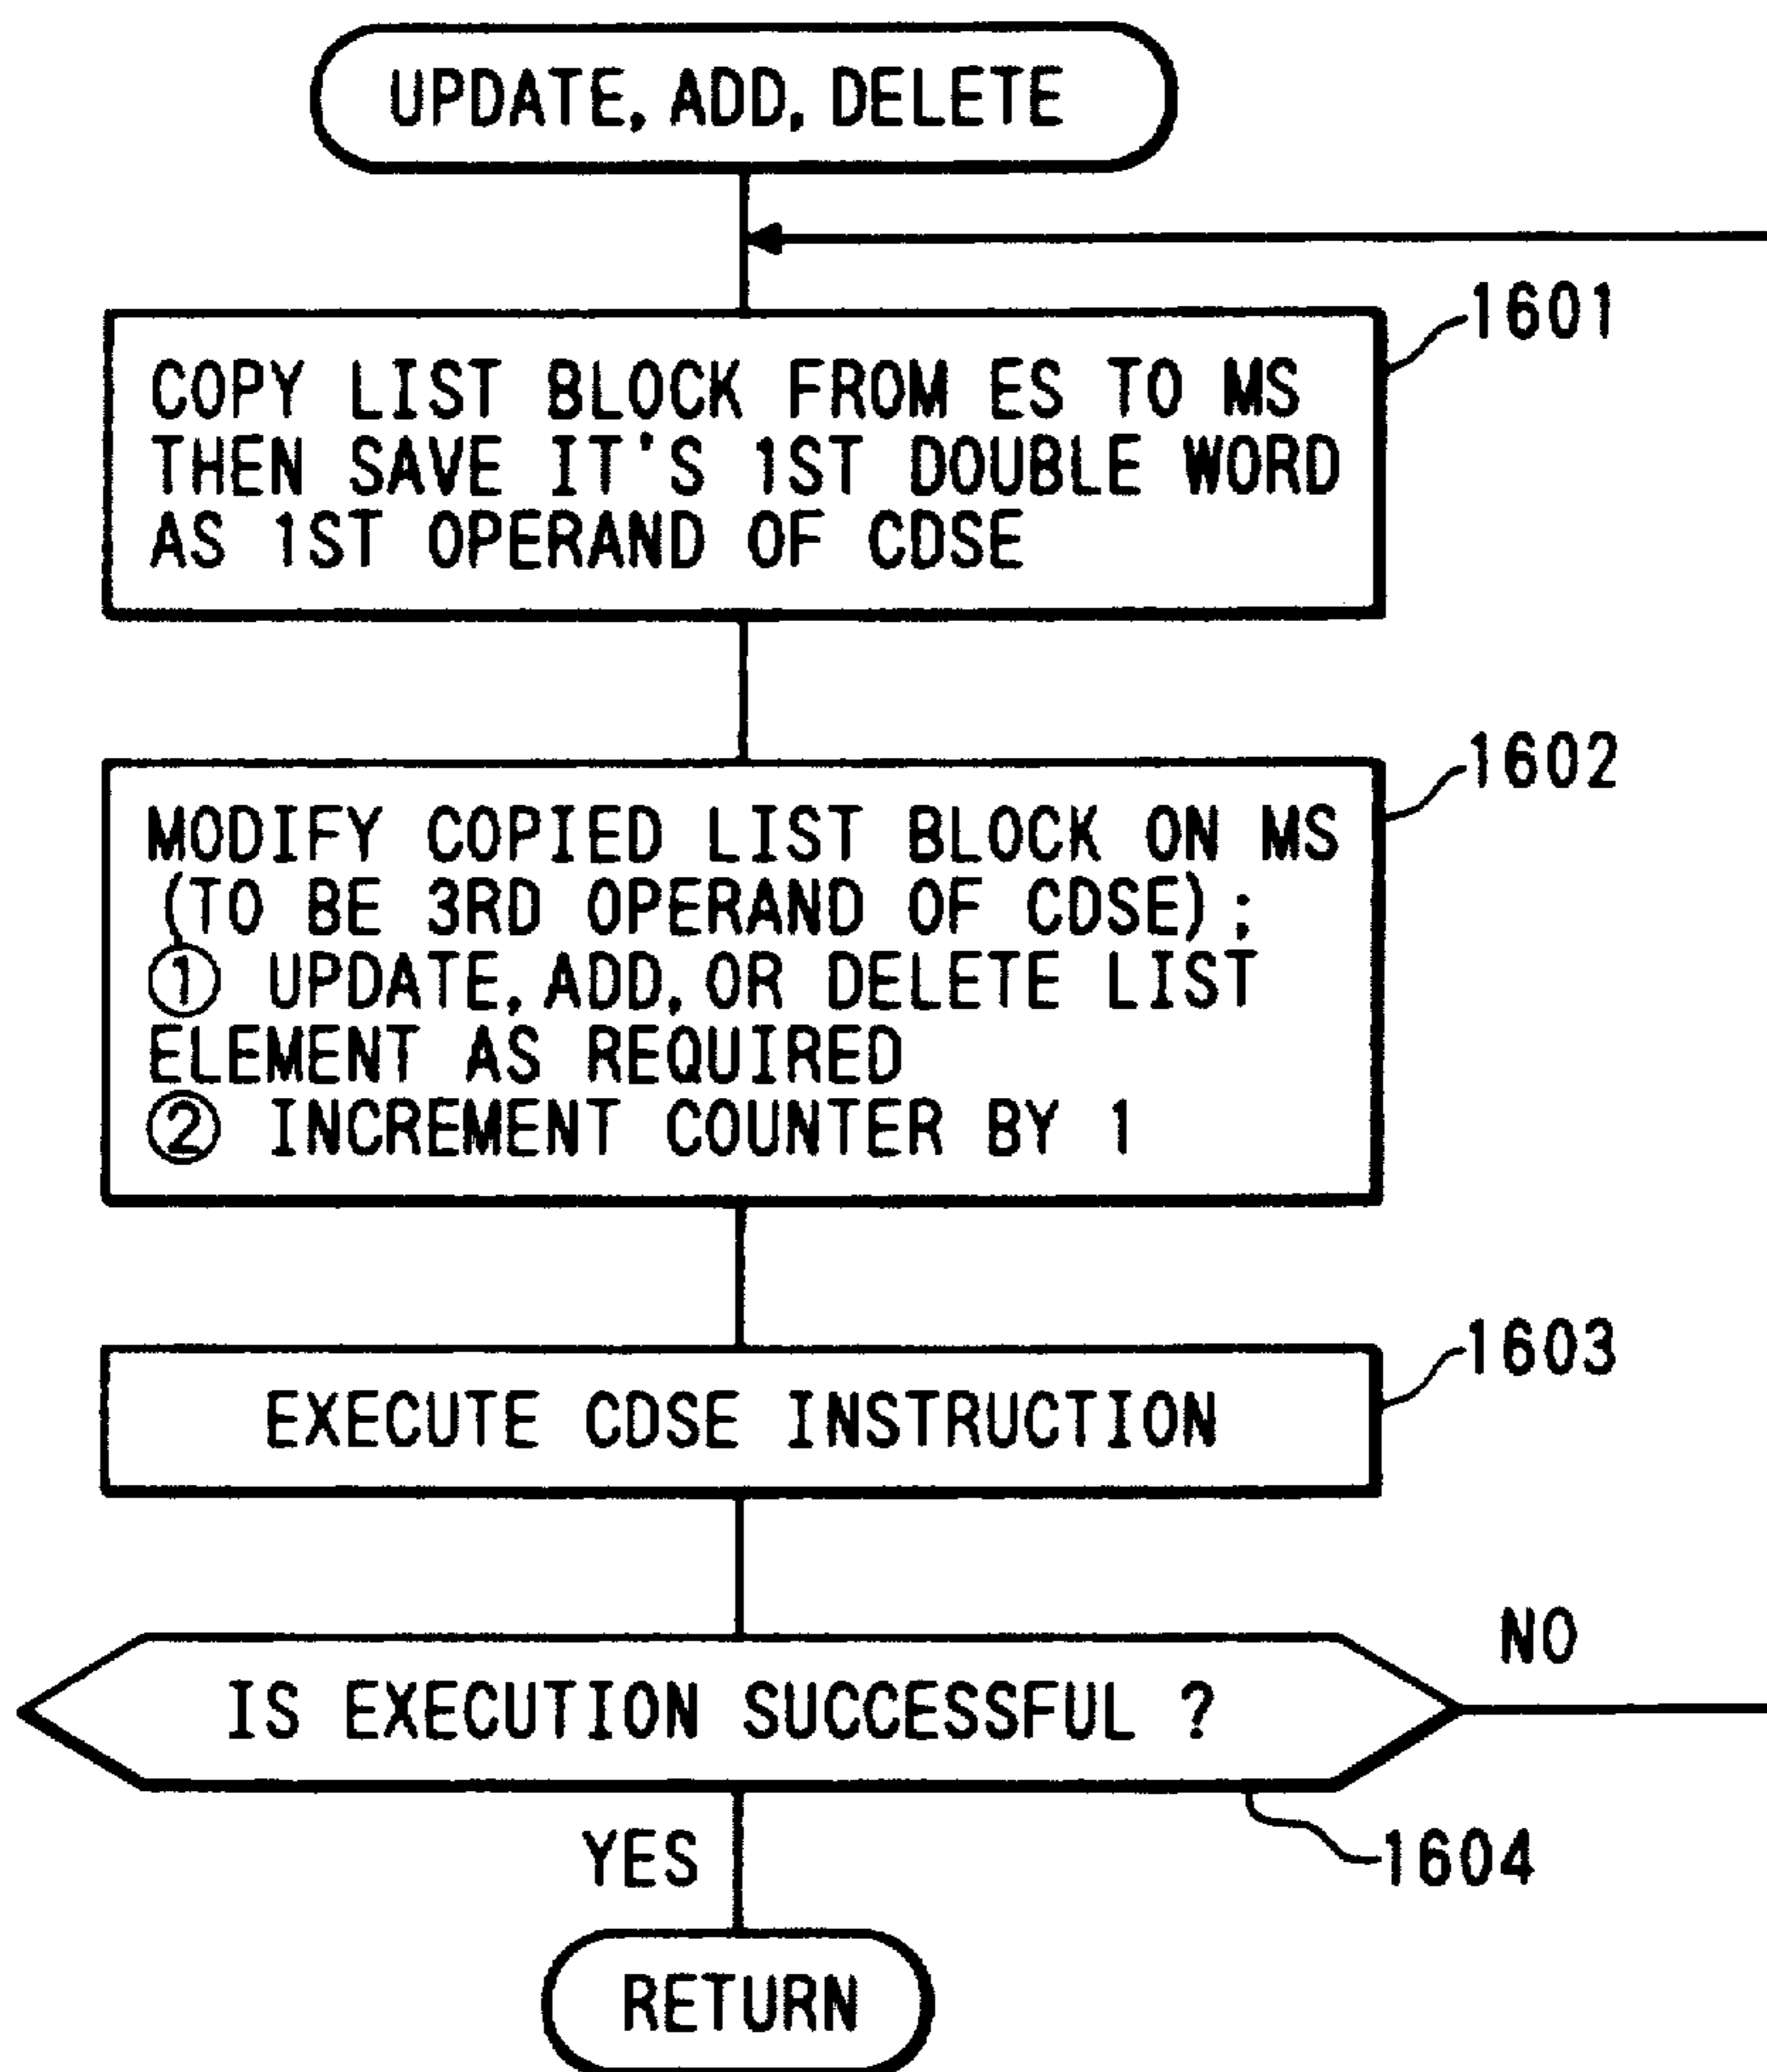 UPDATE, ADD, DELETE
1601
COPY LIST BLOCK FROM ES TO MS
THEN SAVE IT'S 1ST DOUBLE WORD
AS 1ST OPERAND OF CDSE
1602
MODIFY COPIED LIST BLOCK ON MS
(TO BE 3RD OPERAND OF CDSE);
① UPDATE, ADD, OR DELETE LIST
ELEMENT AS REQUIRED
② INCREMENT COUNTER BY 1
1603
EXECUTE CDSE INSTRUCTION
NO
IS EXECUTION SUCCESSFUL ?
YES
1604
RETURN